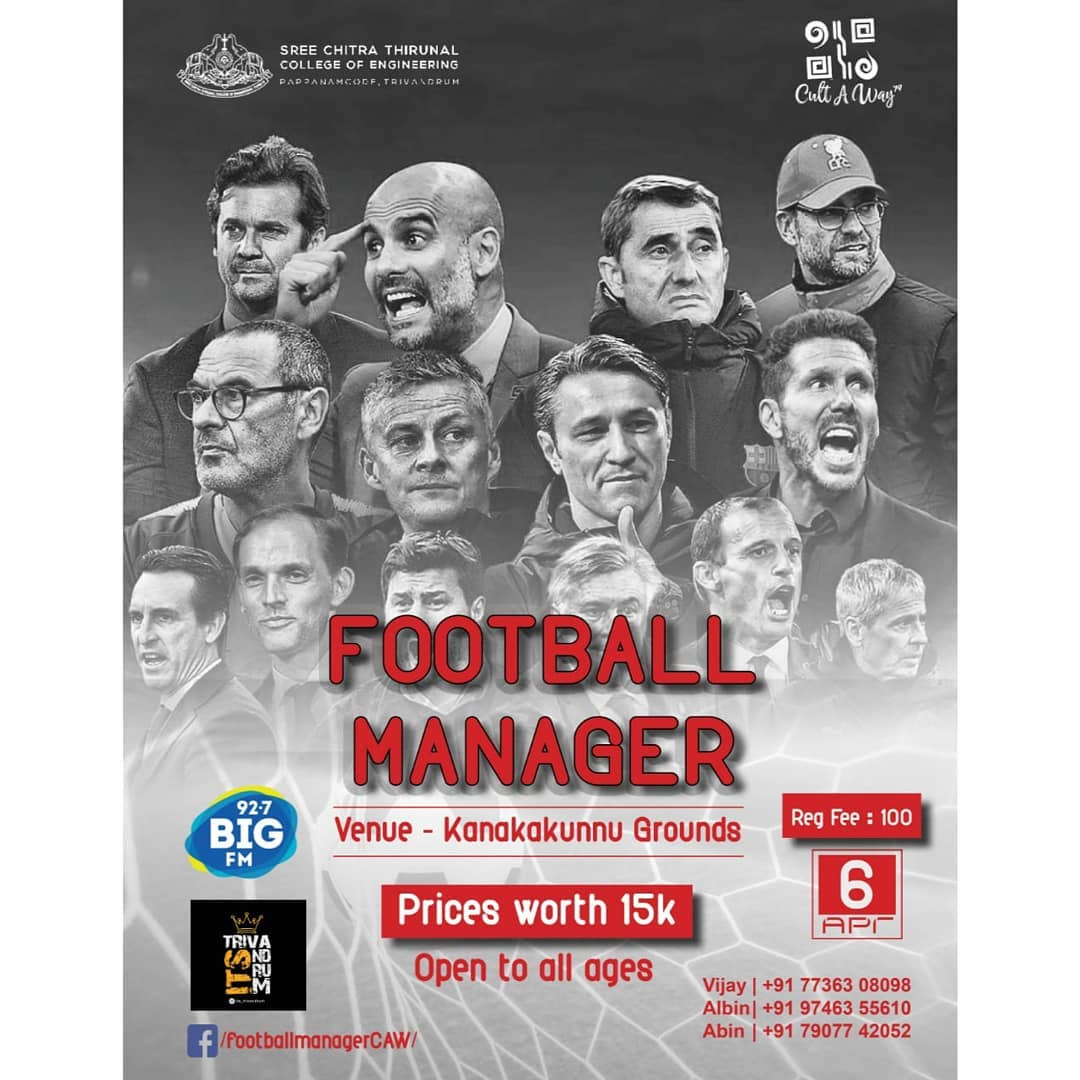 SREE CHITRA THIRUNAL
COLLEGE OF ENGINEERING
PAPPANAMCODE, TRIVANDRUM
Cult A Way'19
FOOTBALL
MANAGER
Venue - Kanakakunnu Grounds
Reg Fee : 100
6
APr
92.7
BIG
FM
Prices worth 15k
Open to all ages
ITS
TRIVANDRUM
Vijay | +91 77363 08098
Albin| +91 97463 55610
Abin | +91 79077 42052
/footballmanagerCAW/